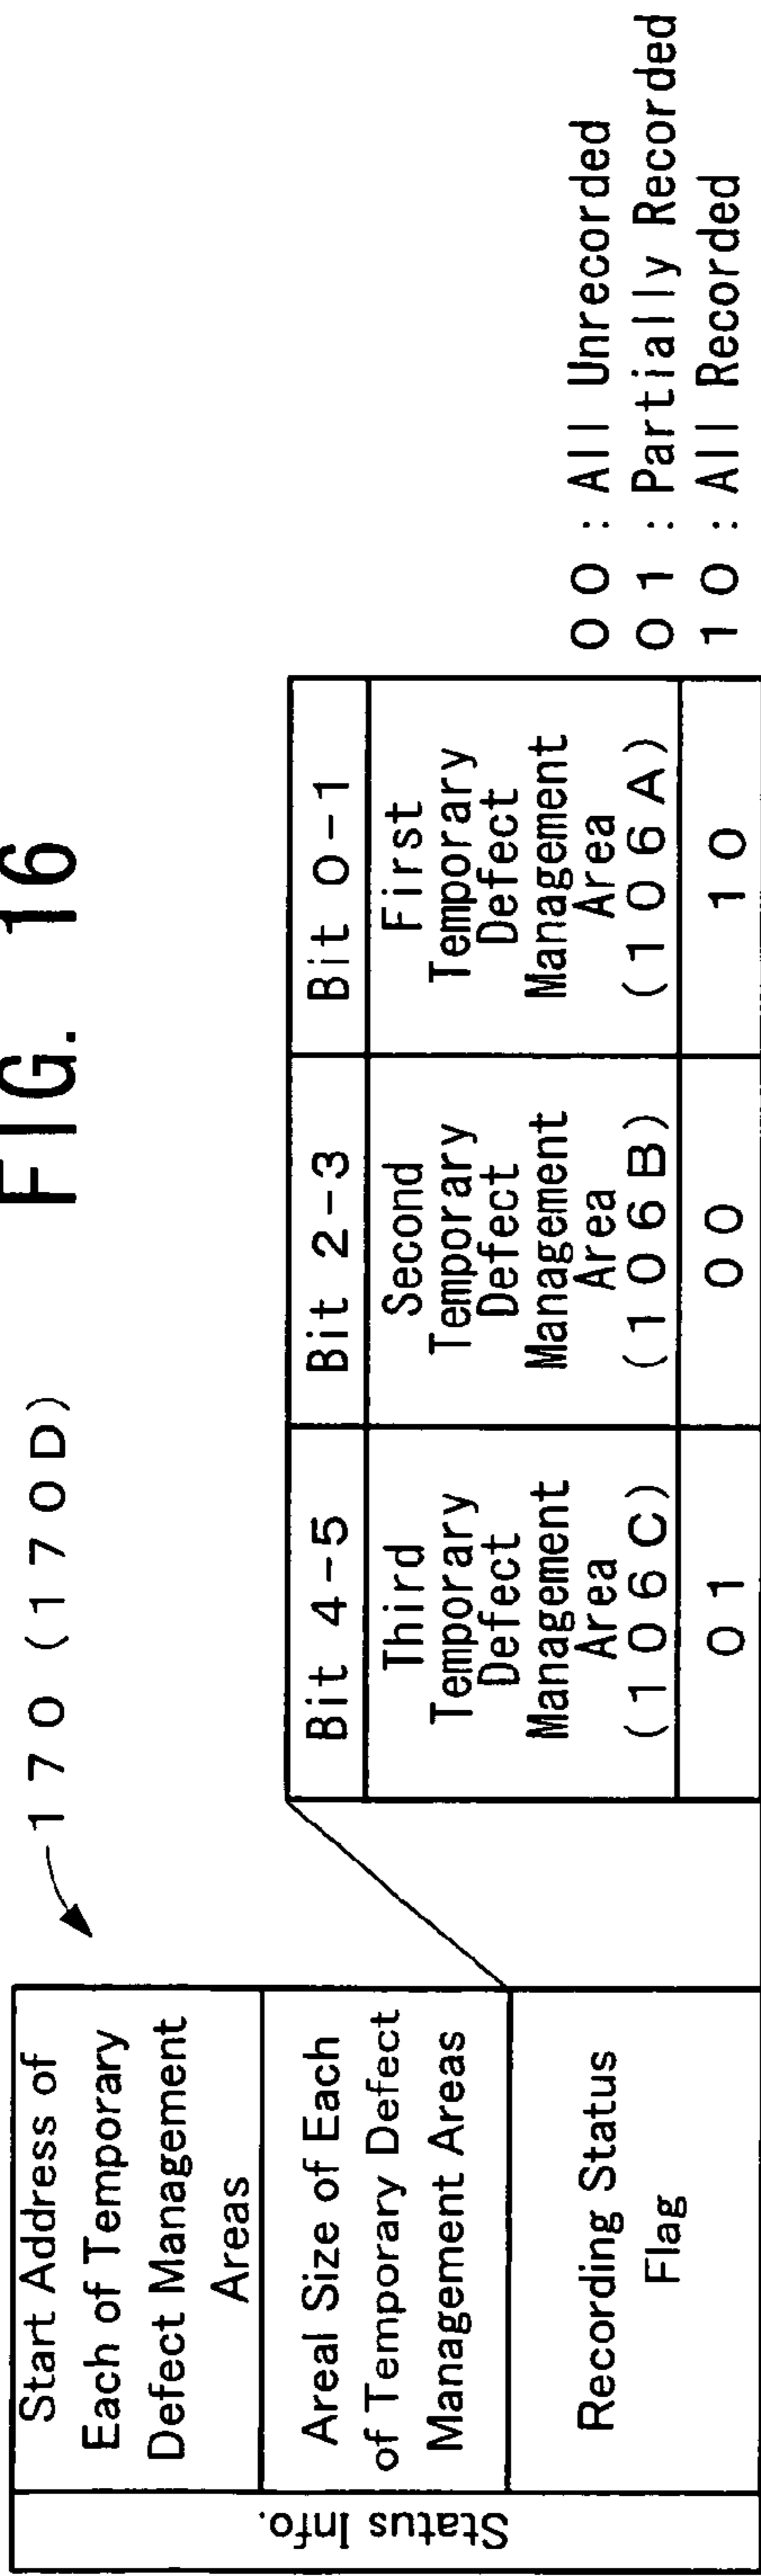 FIG. 16
170 (170D)
Status Info.
Start Address of
Each of Temporary
Defect Management
Areas
Areal Size of Each
of Temporary Defect
Management Areas
Recording Status
Flag
Bit 4-5
Bit 2-3
Bit 0-1
Third
Temporary
Defect
Management
Area
(106C)
Second
Temporary
Defect
Management
Area
(106B)
First
Temporary
Defect
Management
Area
(106A)
01
00
10
00 : All Unrecorded
01 : Partially Recorded
10 : All Recorded